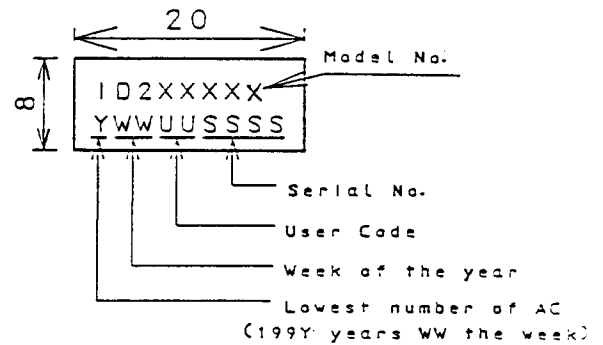 20
Model No.
8
1D2XXXXX
YWWUUSSSS
Serial No.
User Code
Week of the year
Lowest number of AC
(199Y years WW the week)